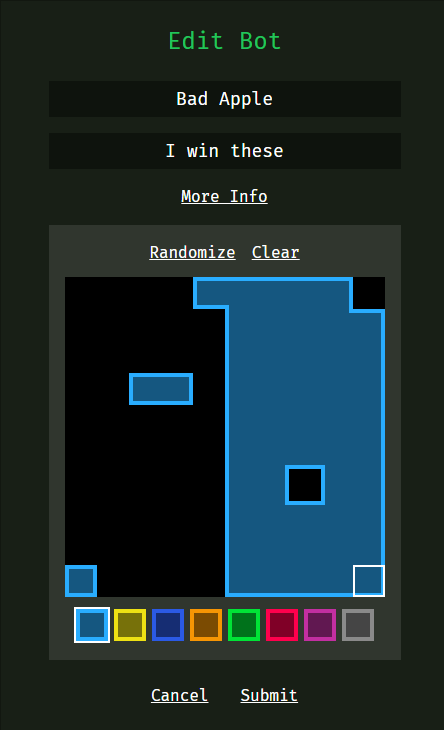 Edit Bot
Bad Apple
I win these
More Info
Randomize Clear
Cancel Submit